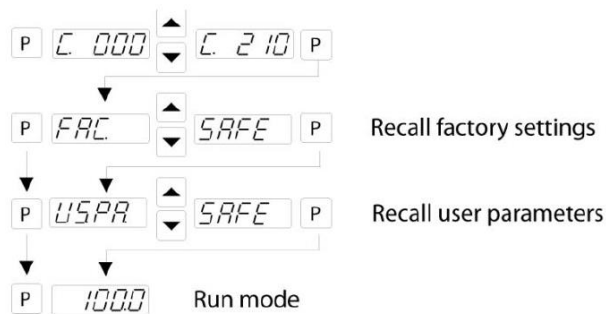 P C. 000 C. 210 P
P FAC. SAFE P Recall factory settings
P USPA SAFE P Recall user parameters
P 100.0 Run mode